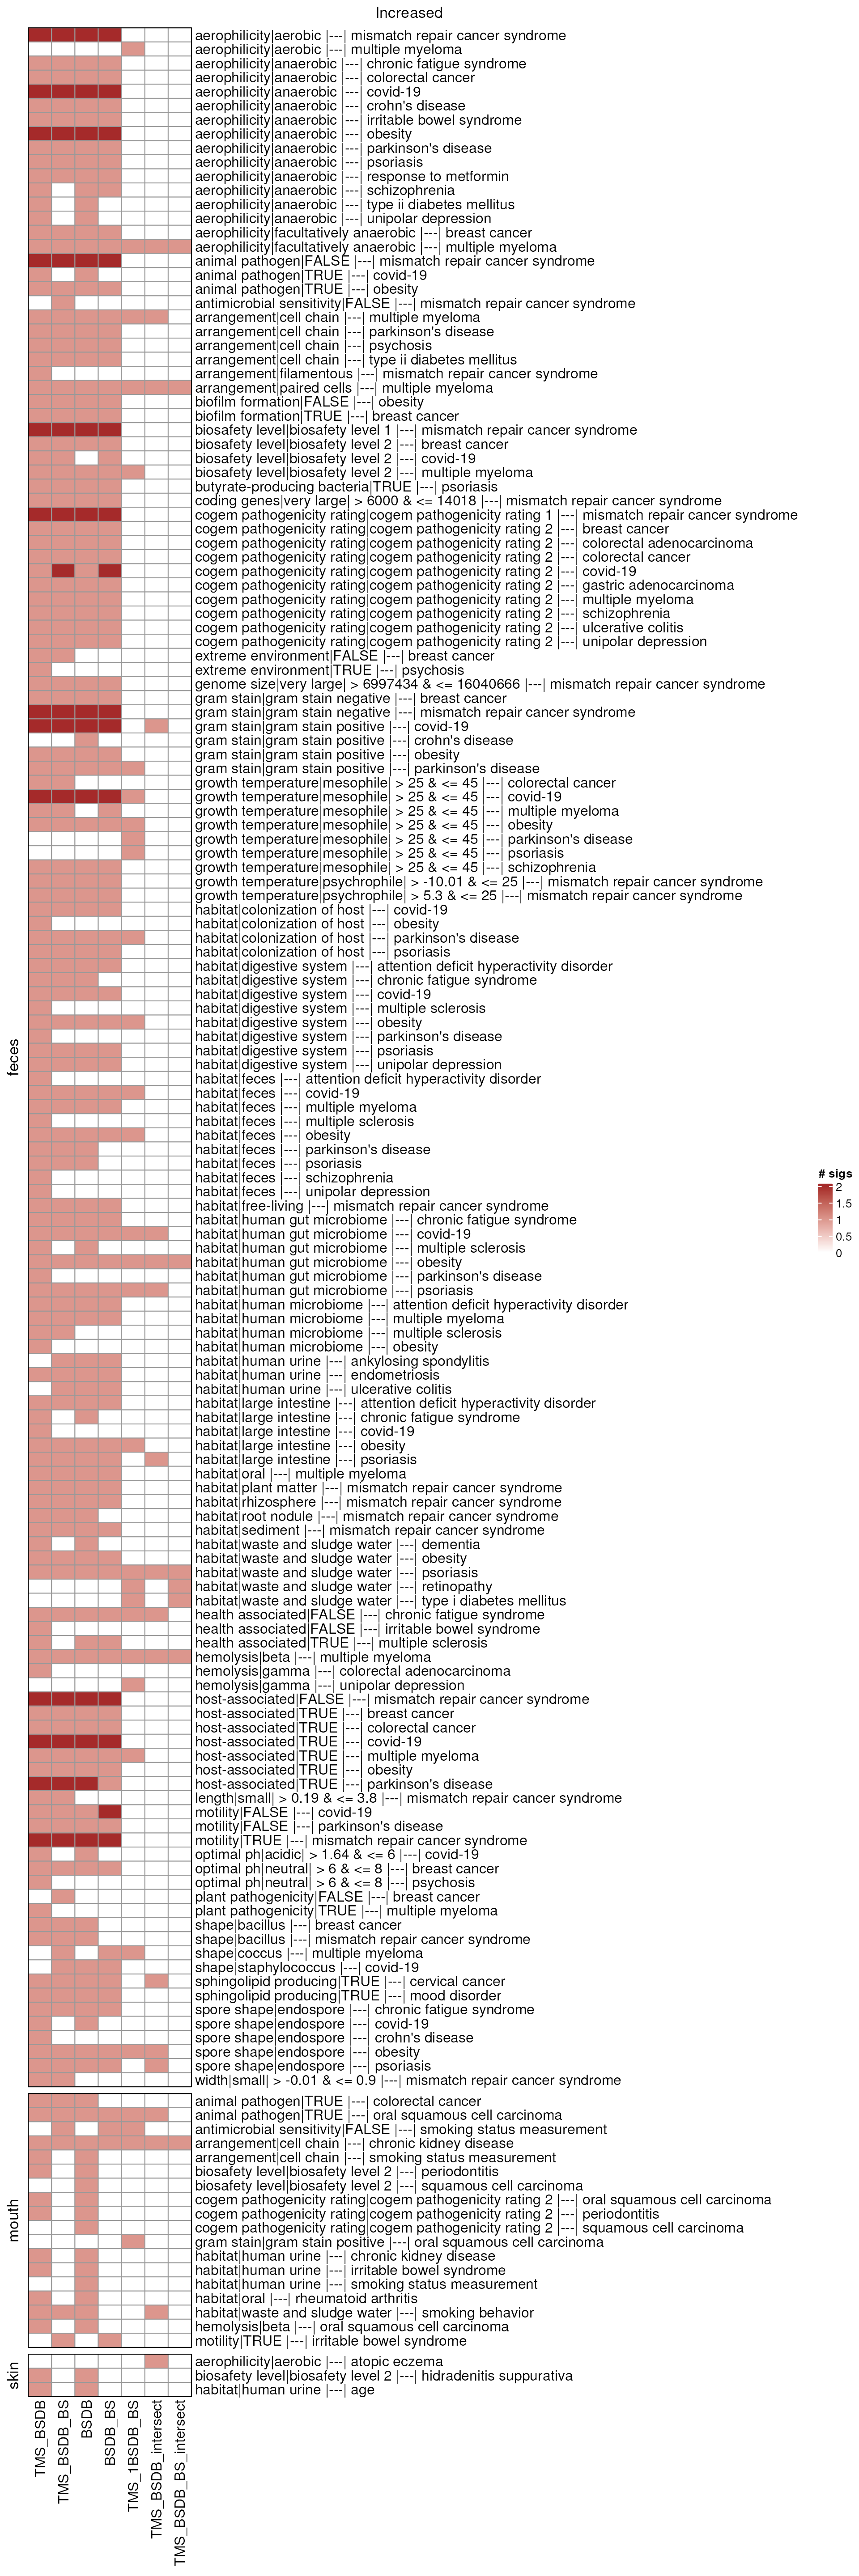 Increased
aerophilicity|aerobic |---| mismatch repair cancer syndrome
aerophilicity|aerobic |---| multiple myeloma
aerophilicity|anaerobic |---| chronic fatigue syndrome
aerophilicity|anaerobic |---| colorectal cancer
aerophilicity|anaerobic |---| covid-19
aerophilicity|anaerobic |---| crohn's disease
aerophilicity|anaerobic |---| irritable bowel syndrome
aerophilicity|anaerobic |---| obesity
aerophilicity|anaerobic |---| parkinson's disease
aerophilicity|anaerobic |---| psoriasis
aerophilicity|anaerobic |---| response to metformin
aerophilicity|anaerobic |---| schizophrenia
aerophilicity|anaerobic |---| type ii diabetes mellitus
aerophilicity|anaerobic |---| unipolar depression
aerophilicity|facultatively anaerobic |---| breast cancer
aerophilicity|facultatively anaerobic |---| multiple myeloma
animal pathogen|FALSE |---| mismatch repair cancer syndrome
animal pathogen|TRUE |---| covid-19
animal pathogen|TRUE |---| obesity
antimicrobial sensitivity|FALSE |---| mismatch repair cancer syndrome
arrangement|cell chain |---| multiple myeloma
arrangement|cell chain |---| parkinson's disease
arrangement|cell chain |---| psychosis
arrangement|cell chain |---| type ii diabetes mellitus
arrangement|filamentous |---| mismatch repair cancer syndrome
arrangement|paired cells |---| multiple myeloma
biofilm formation|FALSE |---| obesity
biofilm formation|TRUE |---| breast cancer
biosafety level|biosafety level 1 |---| mismatch repair cancer syndrome
biosafety level|biosafety level 2 |---| breast cancer
biosafety level|biosafety level 2 |---| covid-19
biosafety level|biosafety level 2 |---| multiple myeloma
butyrate-producing bacteria|TRUE |---| psoriasis
coding genes|very large| > 6000 & <= 14018 |---| mismatch repair cancer syndrome
cogem pathogenicity rating|cogem pathogenicity rating 1 |---| mismatch repair cancer syndrome
cogem pathogenicity rating|cogem pathogenicity rating 2 |---| breast cancer
cogem pathogenicity rating|cogem pathogenicity rating 2 |---| colorectal adenocarcinoma
cogem pathogenicity rating|cogem pathogenicity rating 2 |---| colorectal cancer
cogem pathogenicity rating|cogem pathogenicity rating 2 |---| covid-19
cogem pathogenicity rating|cogem pathogenicity rating 2 |---| gastric adenocarcinoma
cogem pathogenicity rating|cogem pathogenicity rating 2 |---| multiple myeloma
cogem pathogenicity rating|cogem pathogenicity rating 2 |---| schizophrenia
cogem pathogenicity rating|cogem pathogenicity rating 2 |---| ulcerative colitis
cogem pathogenicity rating|cogem pathogenicity rating 2 |---| unipolar depression
extreme environment|FALSE |---| breast cancer
extreme environment|TRUE |---| psychosis
genome size|very large| > 6997434 & <= 16040666 |---| mismatch repair cancer syndrome
gram stain|gram stain negative |---| breast cancer
gram stain|gram stain negative |---| mismatch repair cancer syndrome
gram stain|gram stain positive |---| covid-19
gram stain|gram stain positive |---| crohn's disease
gram stain|gram stain positive |---| obesity
gram stain|gram stain positive |---| parkinson's disease
growth temperature|mesophile| > 25 & <= 45 |---| colorectal cancer
growth temperature|mesophile| > 25 & <= 45 |---| covid-19
growth temperature|mesophile| > 25 & <= 45 |---| multiple myeloma
growth temperature|mesophile| > 25 & <= 45 |---| obesity
growth temperature|mesophile| > 25 & <= 45 |---| parkinson's disease
growth temperature|mesophile| > 25 & <= 45 |---| psoriasis
growth temperature|mesophile| > 25 & <= 45 |---| schizophrenia
growth temperature|psychrophile| > -10.01 & <= 25 |---| mismatch repair cancer syndrome
growth temperature|psychrophile| > 5.3 & <= 25 |---| mismatch repair cancer syndrome
habitat|colonization of host |---| covid-19
habitat|colonization of host |---| obesity
habitat|colonization of host |---| parkinson's disease
habitat|colonization of host |---| psoriasis
habitat|digestive system |---| attention deficit hyperactivity disorder
habitat|digestive system |---| chronic fatigue syndrome
habitat|digestive system |---| covid-19
habitat|digestive system |---| multiple sclerosis
habitat|digestive system |---| obesity
habitat|digestive system |---| parkinson's disease
habitat|digestive system |---| psoriasis
habitat|digestive system |---| unipolar depression
habitat|feces |---| attention deficit hyperactivity disorder
habitat|feces |---| covid-19
habitat|feces |---| multiple myeloma
habitat|feces |---| multiple sclerosis
habitat|feces |---| obesity
habitat|feces |---| parkinson's disease
habitat|feces |---| psoriasis
habitat|feces |---| schizophrenia
habitat|feces |---| unipolar depression
habitat|free-living |---| mismatch repair cancer syndrome
habitat|human gut microbiome |---| chronic fatigue syndrome
habitat|human gut microbiome |---| covid-19
habitat|human gut microbiome |---| multiple sclerosis
habitat|human gut microbiome |---| obesity
habitat|human gut microbiome |---| parkinson's disease
habitat|human gut microbiome |---| psoriasis
habitat|human microbiome |---| attention deficit hyperactivity disorder
habitat|human microbiome |---| multiple myeloma
habitat|human microbiome |---| multiple sclerosis
habitat|human microbiome |---| obesity
habitat|human urine |---| ankylosing spondylitis
habitat|human urine |---| endometriosis
habitat|human urine |---| ulcerative colitis
habitat|large intestine |---| attention deficit hyperactivity disorder
habitat|large intestine |---| chronic fatigue syndrome
habitat|large intestine |---| covid-19
habitat|large intestine |---| obesity
habitat|large intestine |---| psoriasis
habitat|oral |---| multiple myeloma
habitat|plant matter |---| mismatch repair cancer syndrome
habitat|rhizosphere |---| mismatch repair cancer syndrome
habitat|root nodule |---| mismatch repair cancer syndrome
habitat|sediment |---| mismatch repair cancer syndrome
habitat|waste and sludge water |---| dementia
habitat|waste and sludge water |---| obesity
habitat|waste and sludge water |---| psoriasis
habitat|waste and sludge water |---| retinopathy
habitat|waste and sludge water |---| type i diabetes mellitus
health associated|FALSE |---| chronic fatigue syndrome
health associated|FALSE |---| irritable bowel syndrome
health associated|TRUE |---| multiple sclerosis
hemolysis|beta |---| multiple myeloma
hemolysis|gamma |---| colorectal adenocarcinoma
hemolysis|gamma |---| unipolar depression
host-associated|FALSE |---| mismatch repair cancer syndrome
host-associated|TRUE |---| breast cancer
host-associated|TRUE |---| colorectal cancer
host-associated|TRUE |---| covid-19
host-associated|TRUE |---| multiple myeloma
host-associated|TRUE |---| obesity
host-associated|TRUE |---| parkinson's disease
length|small| > 0.19 & <= 3.8 |---| mismatch repair cancer syndrome
motility|FALSE |---| covid-19
motility|FALSE |---| parkinson's disease
motility|TRUE |---| mismatch repair cancer syndrome
optimal ph|acidic| > 1.64 & <= 6 |---| covid-19
optimal ph|neutral| > 6 & <= 8 |---| breast cancer
optimal ph|neutral| > 6 & <= 8 |---| psychosis
plant pathogenicity|FALSE |---| breast cancer
plant pathogenicity|TRUE |---| multiple myeloma
shape|bacillus |---| breast cancer
shape|bacillus |---| mismatch repair cancer syndrome
shape|coccus |---| multiple myeloma
shape|staphylococcus |---| covid-19
sphingolipid producing|TRUE |---| cervical cancer
sphingolipid producing|TRUE |---| mood disorder
spore shape|endospore |---| chronic fatigue syndrome
spore shape|endospore |---| covid-19
spore shape|endospore |---| crohn's disease
spore shape|endospore |---| obesity
spore shape|endospore |---| psoriasis
width|small| > -0.01 & <= 0.9 |---| mismatch repair cancer syndrome
feces
animal pathogen|TRUE |---| colorectal cancer
animal pathogen|TRUE |---| oral squamous cell carcinoma
antimicrobial sensitivity|FALSE |---| smoking status measurement
arrangement|cell chain |---| chronic kidney disease
arrangement|cell chain |---| smoking status measurement
biosafety level|biosafety level 2 |---| periodontitis
biosafety level|biosafety level 2 |---| squamous cell carcinoma
cogem pathogenicity rating|cogem pathogenicity rating 2 |---| oral squamous cell carcinoma
cogem pathogenicity rating|cogem pathogenicity rating 2 |---| periodontitis
cogem pathogenicity rating|cogem pathogenicity rating 2 |---| squamous cell carcinoma
gram stain|gram stain positive |---| oral squamous cell carcinoma
habitat|human urine |---| chronic kidney disease
habitat|human urine |---| irritable bowel syndrome
habitat|human urine |---| smoking status measurement
habitat|oral |---| rheumatoid arthritis
habitat|waste and sludge water |---| smoking behavior
hemolysis|beta |---| oral squamous cell carcinoma
motility|TRUE |---| irritable bowel syndrome
mouth
aerophilicity|aerobic |---| atopic eczema
biosafety level|biosafety level 2 |---| hidradenitis suppurativa
habitat|human urine |---| age
skin
TMS_BSDB
TMS_BSDB_BS
BSDB
BSDB_BS
TMS_1BSDB_BS
TMS_BSDB_intersect
TMS_BSDB_BS_intersect
# sigs
2
1.5
1
0.5
0